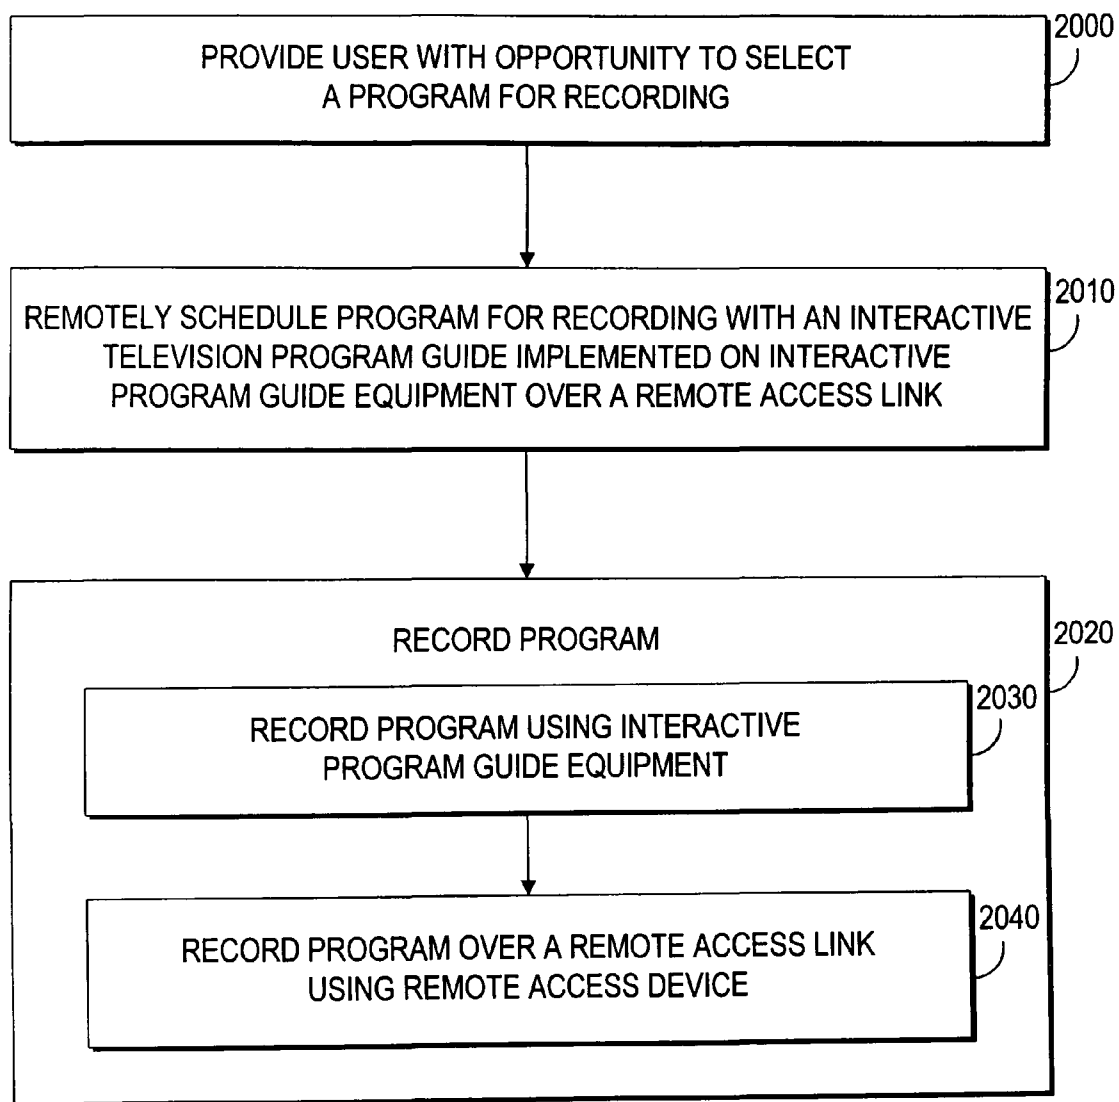 2000
PROVIDE USER WITH OPPORTUNITY TO SELECT
A PROGRAM FOR RECORDING
2010
REMOTELY SCHEDULE PROGRAM FOR RECORDING WITH AN INTERACTIVE
TELEVISION PROGRAM GUIDE IMPLEMENTED ON INTERACTIVE
PROGRAM GUIDE EQUIPMENT OVER A REMOTE ACCESS LINK
2020
RECORD PROGRAM
2030
RECORD PROGRAM USING INTERACTIVE
PROGRAM GUIDE EQUIPMENT
2040
RECORD PROGRAM OVER A REMOTE ACCESS LINK
USING REMOTE ACCESS DEVICE